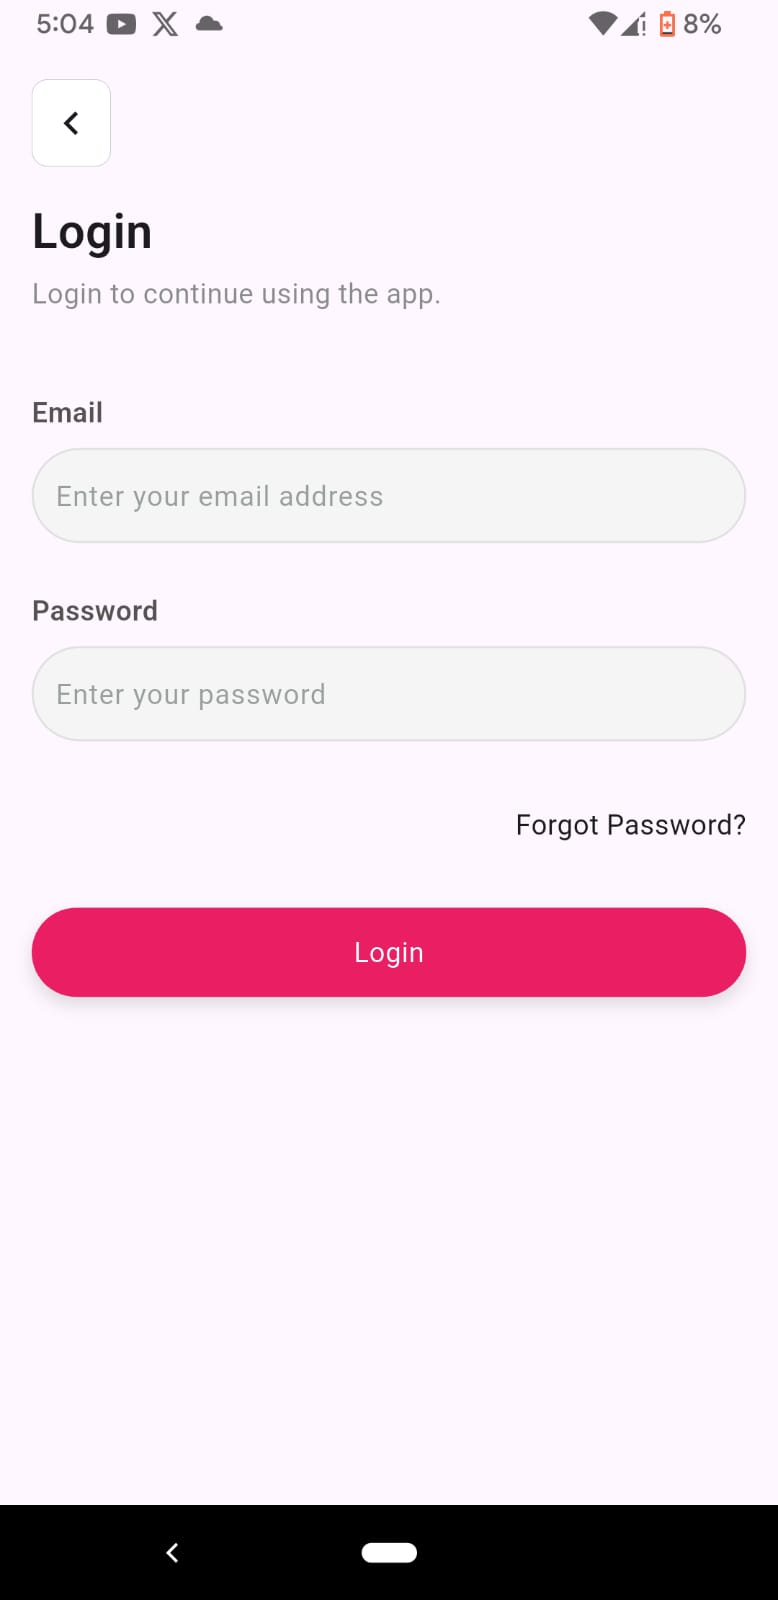 5:04 8%
Login
Login to continue using the app.
Email
Enter your email address
Password
Enter your password
Forgot Password?
Login